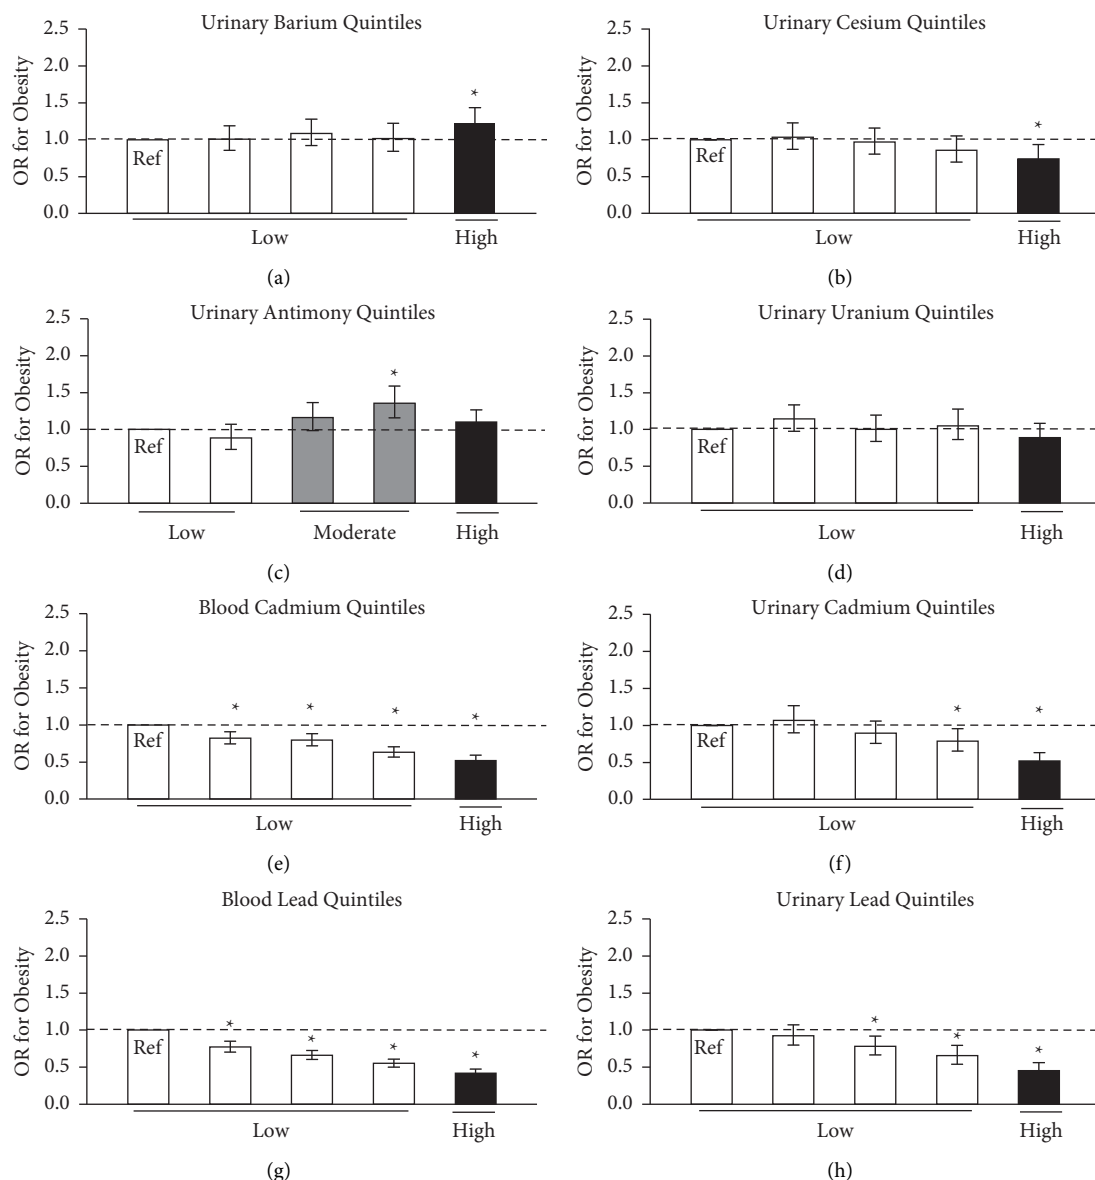 Urinary Barium Quintiles
OR for Obesity
2.5
2.0
1.5
1.0
0.5
0.0
Ref
*
Low
High
(a)
Urinary Cesium Quintiles
OR for Obesity
2.5
2.0
1.5
1.0
0.5
0.0
Ref
*
Low
High
(b)
Urinary Antimony Quintiles
OR for Obesity
2.5
2.0
1.5
1.0
0.5
0.0
Ref
*
Low
Moderate
High
(c)
Urinary Uranium Quintiles
OR for Obesity
2.5
2.0
1.5
1.0
0.5
0.0
Ref
Low
High
(d)
Blood Cadmium Quintiles
OR for Obesity
2.5
2.0
1.5
1.0
0.5
0.0
Ref
* * * *
Low
High
(e)
Urinary Cadmium Quintiles
OR for Obesity
2.5
2.0
1.5
1.0
0.5
0.0
Ref
* *
Low
High
(f)
Blood Lead Quintiles
OR for Obesity
2.5
2.0
1.5
1.0
0.5
0.0
Ref
* * * *
Low
High
(g)
Urinary Lead Quintiles
OR for Obesity
2.5
2.0
1.5
1.0
0.5
0.0
Ref
* * *
Low
High
(h)